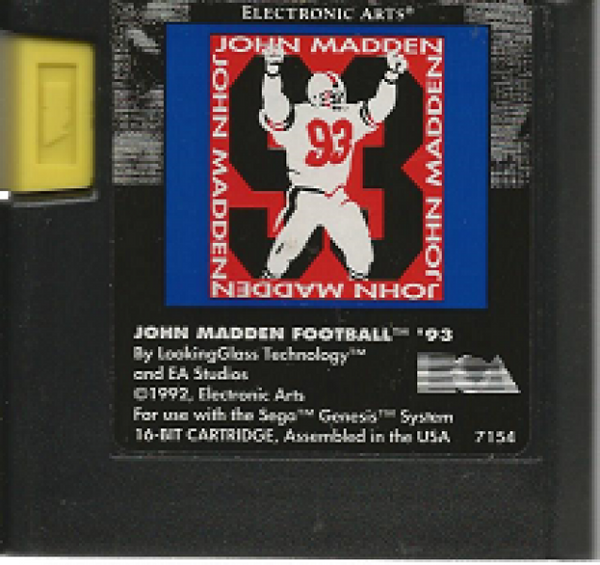 ELECTRONIC ARTS®
JOHN MADDEN
JOHN MADDEN
JOHN MADDEN
93
93
JOHN MADDEN
JOHN MADDEN FOOTBALL™ '93
By LookingGlass Technology™
and EA Studios
©1992, Electronic Arts
For use with the Sega™ Genesis™ System
16-BIT CARTRIDGE, Assembled in the USA 7154
ECA